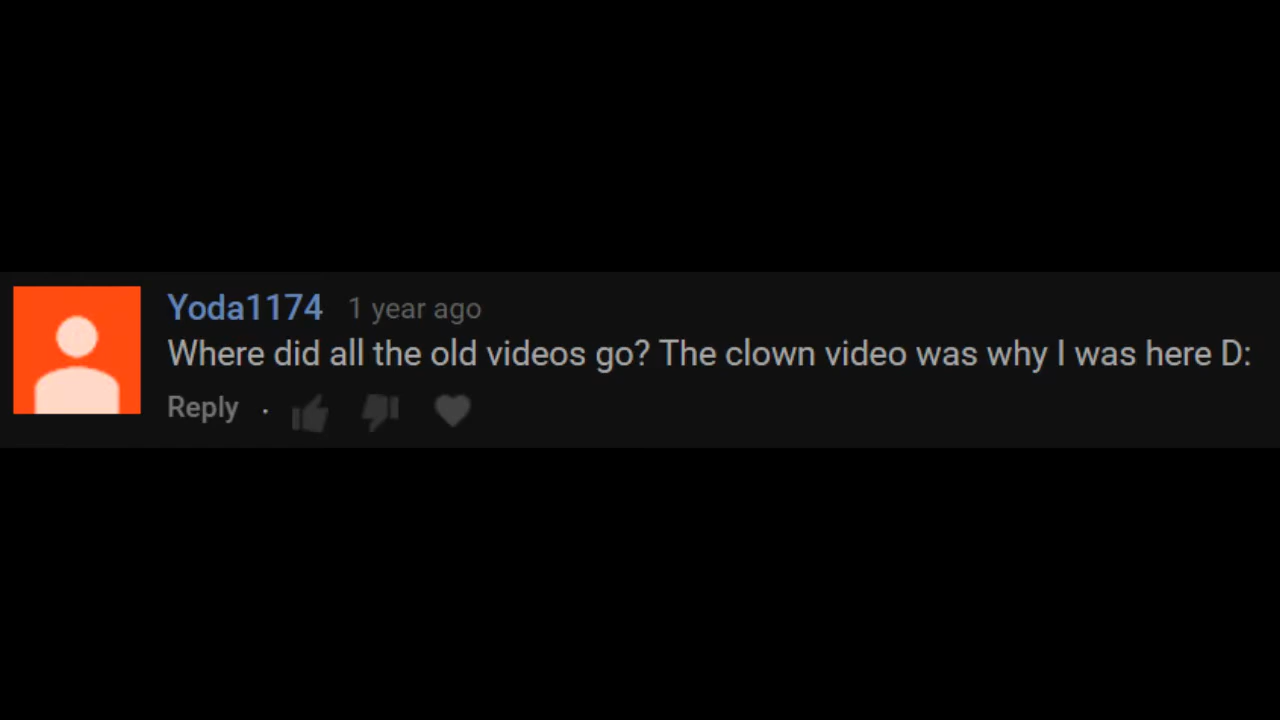 Yoda1174 1 year ago
Where did all the old videos go? The clown video was why I was here D:
Reply ·